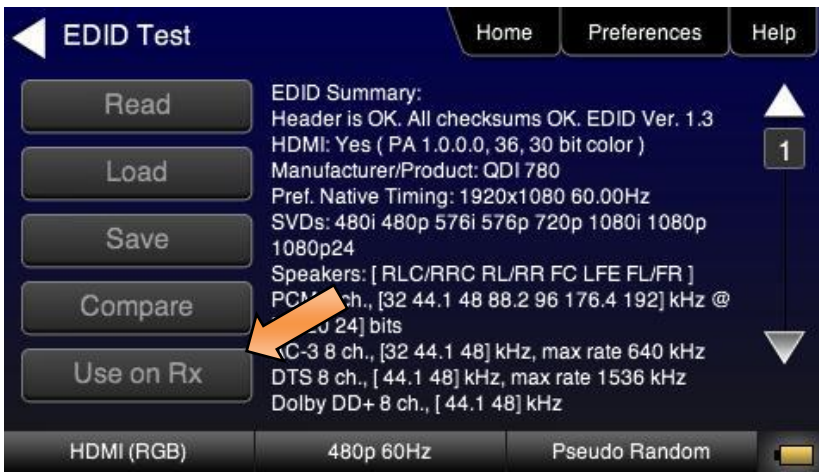 EDID Test
Home
Preferences
Help
Read
Load
Save
Compare
Use on Rx
EDID Summary:
Header is OK. All checksums OK. EDID Ver. 1.3
HDMI: Yes ( PA 1.0.0.0, 36, 30 bit color )
Manufacturer/Product: QDI 780
Pref. Native Timing: 1920x1080 60.00Hz
SVDs: 480i 480p 576i 576p 720p 1080i 1080p
1080p24
Speakers: [ RLC/RRC RL/RR FC LFE FL/FR ]
ch., [32 44.1 48 88.2 96 176.4 192] kHz @
24] bits
8 ch., [32 44.1 48] kHz, max rate 640 kHz
DTS 8 ch., [ 44.1 48] kHz, max rate 1536 kHz
Dolby DD+ 8 ch., [ 44.1 48] kHz
1
HDMI (RGB)
480p 60Hz
Pseudo Random